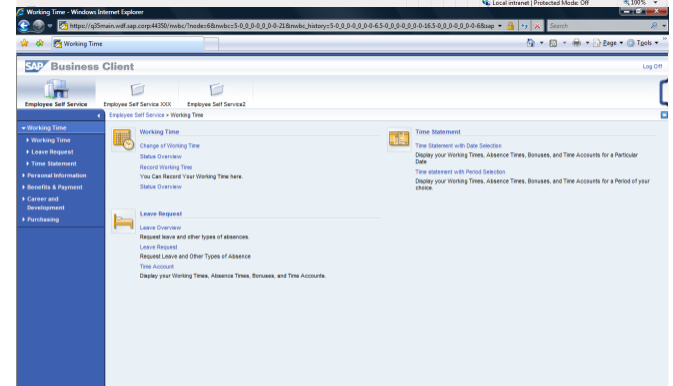 Local intranet | Protected Mode: Off 100%
Working Time - Windows Internet Explorer
Search
Working Time
Page Tools
SAP Business Client
Log Off
Employee Self Service Employee Self Service XXX Employee Self Service2
Employee Self Service > Working Time
Working Time
Working Time
Leave Request
Time Statement
Personal Information
Benefits & Payment
Career and
Development
Purchasing
Working Time
Change of Working Time
Status Overview
Record Working Time
You Can Record Your Working Time here.
Status Overview
Leave Request
Leave Overview
Request leave and other types of absences.
Leave Request
Request Leave and Other Types of Absence
Time Account
Display your Working Times, Absence Times, Bonuses, and Time Accounts.
Time Statement
Time Statement with Date Selection
Display your Working Times, Absence Times, Bonuses, and Time Accounts for a Particular
Date
Time statement with Period Selection
Display your Working Times, Absence Times, Bonuses, and Time Accounts for a Period of your
choice.